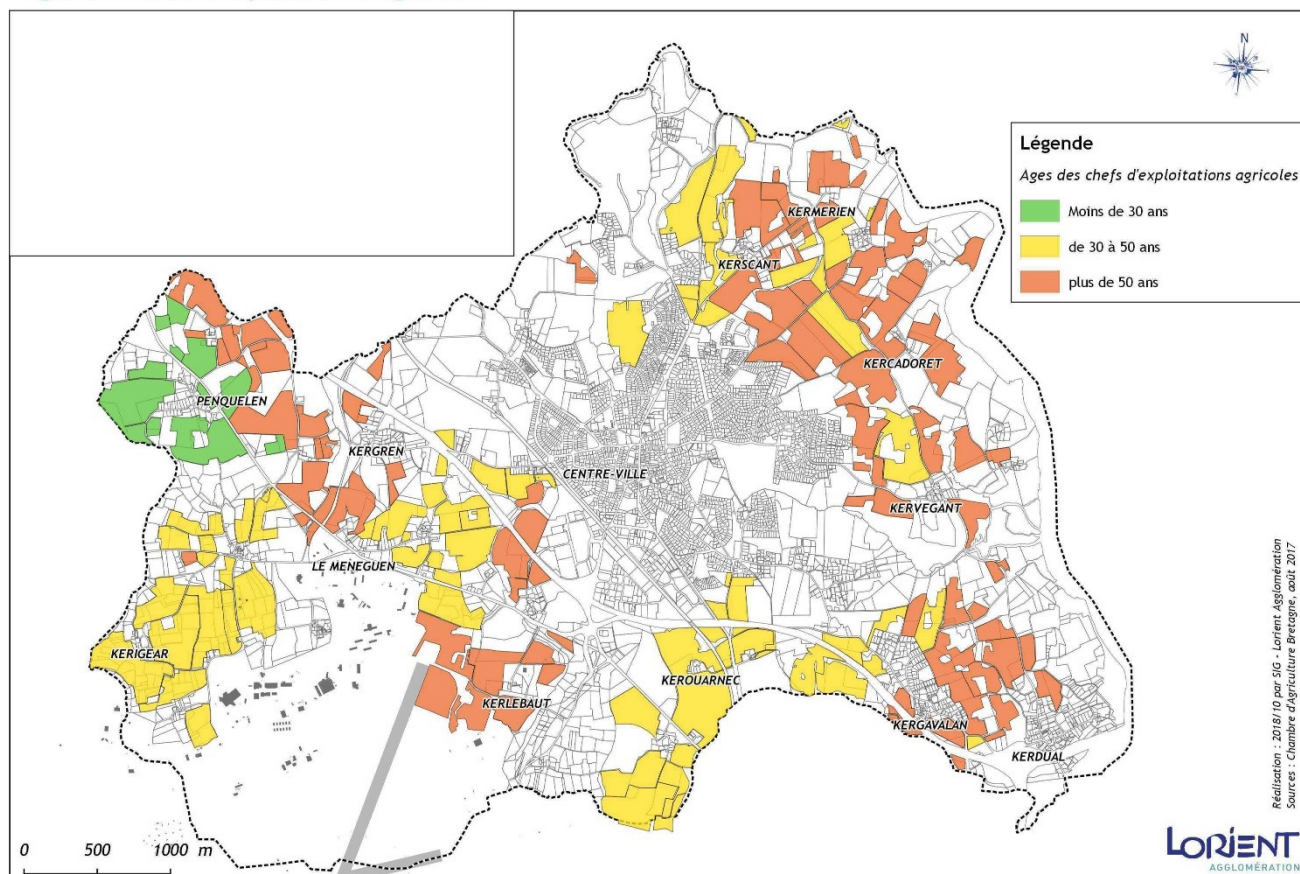 N
Légende
Ages des chefs d'exploitations agricoles
Moins de 30 ans
de 30 à 50 ans
plus de 50 ans
KERMERIEN
KERSCANT
KERCADORET
PENQUELEN
KERGREN
CENTRE-VILLE
KERVEGANT
LE MENEGUEN
KERIGEAR
KEROUARNEC
KERLEBAUT
KERGAVALAN
KERDUAL
0 500 1000 m
Réalisation : 2018/10 par SIG - Lorient Agglomération
Sources : Chambre d'Agriculture Bretagne, août 2017
LORIENT
AGGLOMÉRATION